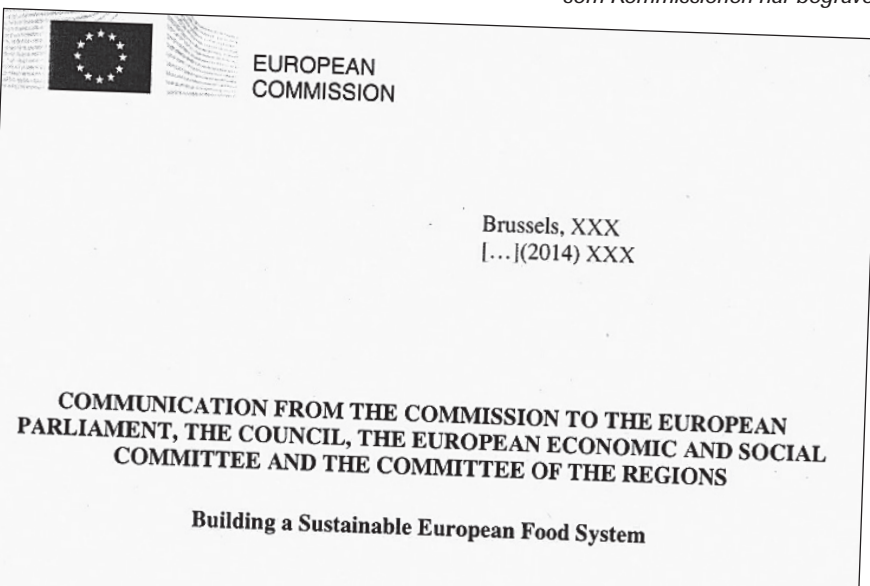 som Kommissionen har begrave
EUROPEAN
COMMISSION
Brussels, XXX
[…](2014) XXX
COMMUNICATION FROM THE COMMISSION TO THE EUROPEAN
PARLIAMENT, THE COUNCIL, THE EUROPEAN ECONOMIC AND SOCIAL
COMMITTEE AND THE COMMITTEE OF THE REGIONS
Building a Sustainable European Food System